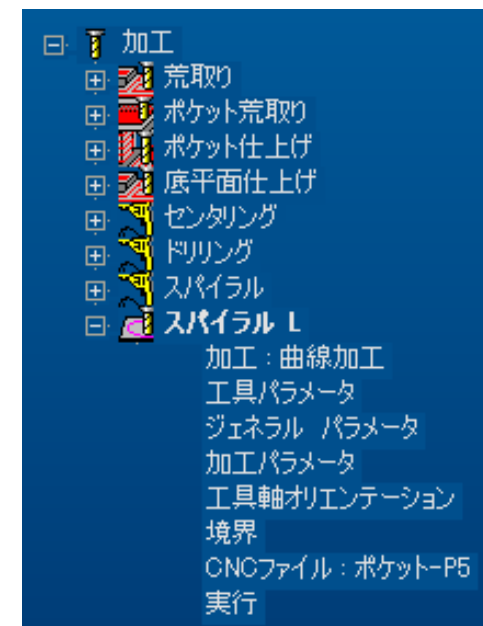 加工
荒取り
ポケット荒取り
ポケット仕上げ
底平面仕上げ
センタリング
ドリリング
スパイラル
スパイラル L
加工：曲線加工
工具パラメータ
ジェネラル パラメータ
加工パラメータ
工具軸オリエンテーション
境界
CNCファイル：ポケット-P5
実行